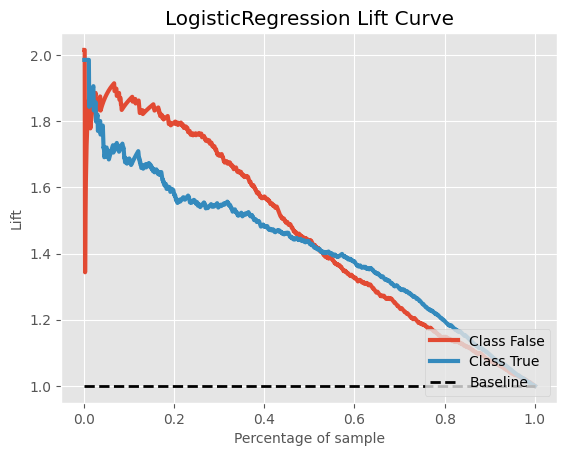 LogisticRegression Lift Curve
2.0
1.8
1.6
1.4
1.2
1.0
Lift
Class False
Class True
Baseline
0.0 0.2 0.4 0.6 0.8 1.0
Percentage of sample